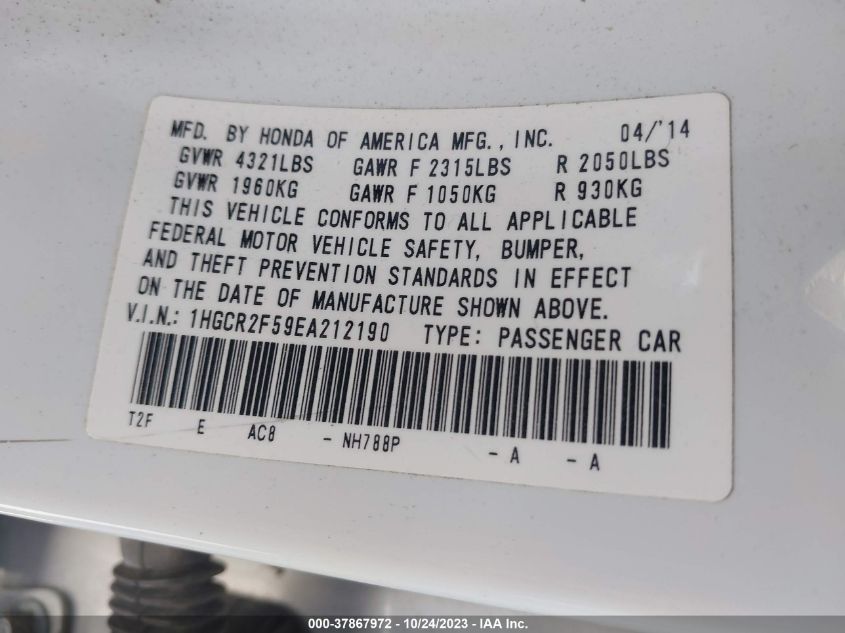 MFD. BY HONDA OF AMERICA MFG., INC. 04/'14
GVWR 4321LBS GAWR F 2315LBS R 2050LBS
GVWR 1960KG GAWR F 1050KG R 930KG
THIS VEHICLE CONFORMS TO ALL APPLICABLE
FEDERAL MOTOR VEHICLE SAFETY, BUMPER,
AND THEFT PREVENTION STANDARDS IN EFFECT
ON THE DATE OF MANUFACTURE SHOWN ABOVE.
V.I.N.: 1HGCR2F59EA212190 TYPE: PASSENGER CAR
T2F E AC8 - NH788P - A - A
000-37867972 / 10/24/2023 / IAA Inc.